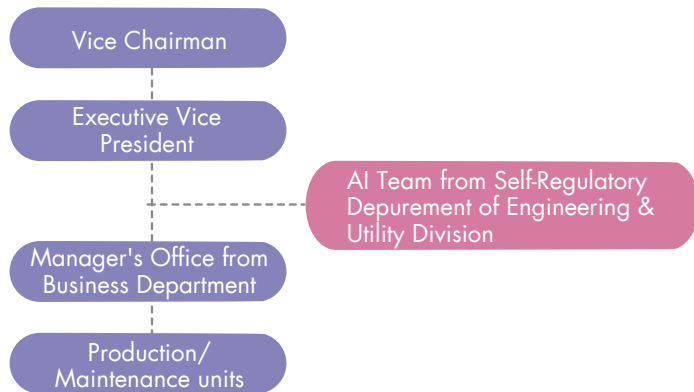 Vice Chairman
Executive Vice
President
AI Team from Self-Regulatory
Depurement of Engineering &
Utility Division
Manager's Office from
Business Department
Production/
Maintenance units